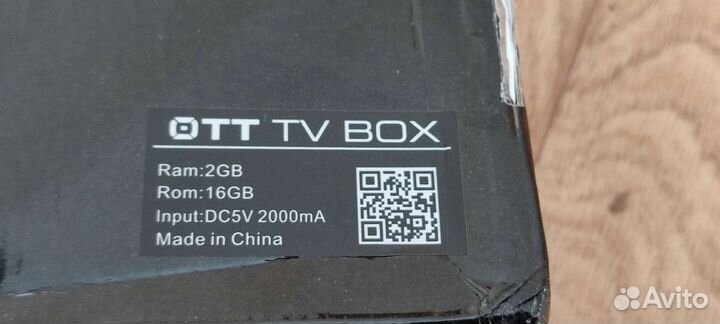 OTT TV BOX
Ram:2GB
Rom:16GB
Input:DC5V 2000mA
Made in China
Avito